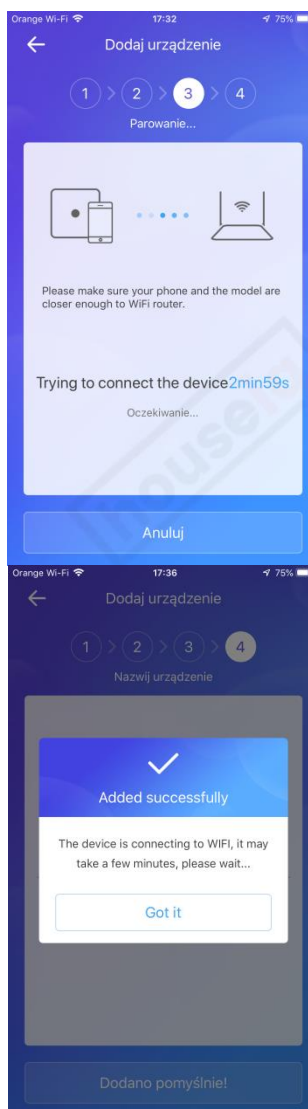 Orange Wi-Fi 17:32 75%
Dodaj urządzenie
1 > 2 > 3 > 4
Parowanie...
Please make sure your phone and the model are
closer enough to WiFi router.
Trying to connect the device2min59s
Oczekiwanie...
inouse.lu
Anuluj
Orange Wi-Fi 17:36 75%
Dodaj urządzenie
1 > 2 > 3 > 4
Nazwij urządzenie
Added successfully
The device is connecting to WIFI, it may
take a few minutes, please wait...
Got it
Dodano pomyślnie!